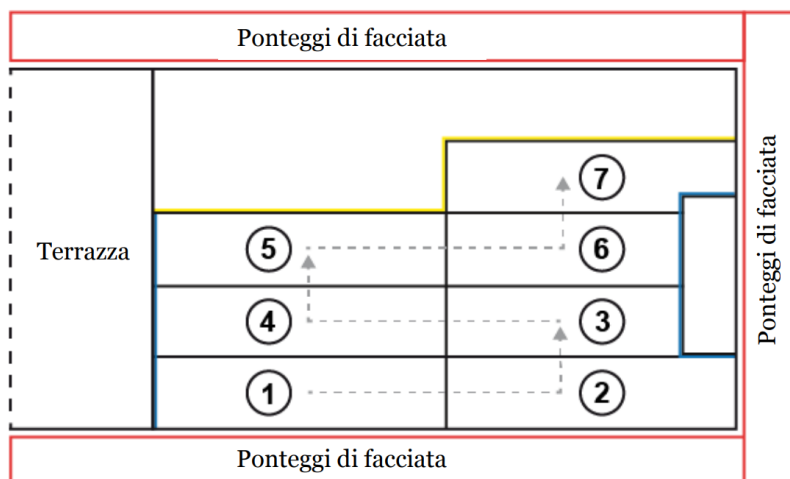 Ponteggi di facciata
Ponteggi di facciata
7
Terrazza
5
6
4
3
1
2
Ponteggi di facciata